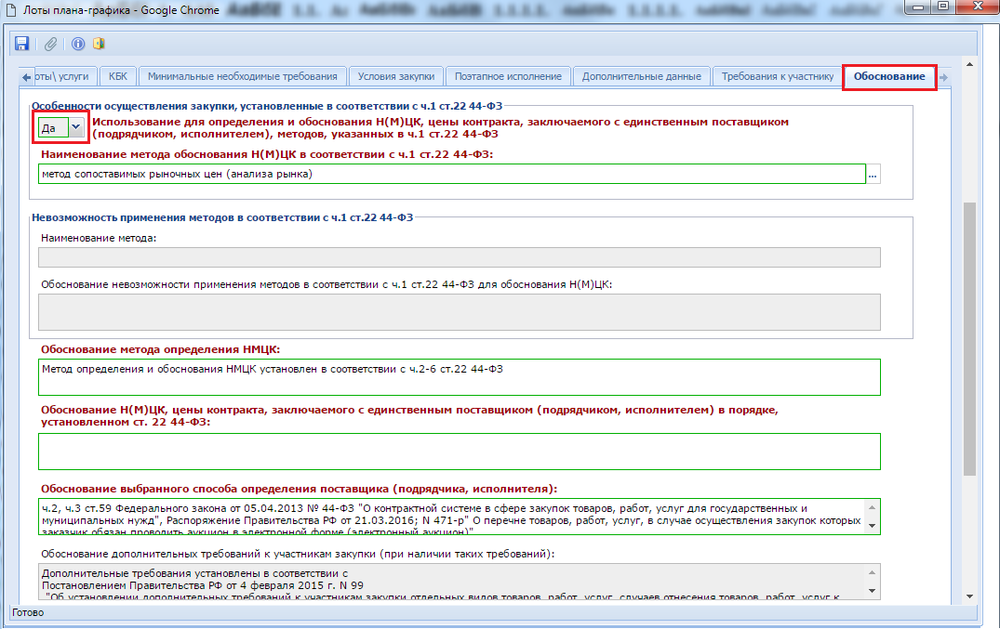 Лоты плана-графика - Google Chrome
оты\ услуги
КБК
Минимальные необходимые требования
Условия закупки
Поэтапное исполнение
Дополнительные данные
Требования к участнику
Обоснование
Особенности осуществления закупки, установленные в соответствии с ч.1 ст.22 44-ФЗ
Да
Использование для определения и обоснования Н(М)ЦК, цены контракта, заключаемого с единственным поставщиком
(подрядчиком, исполнителем), методов, указанных в ч.1 ст.22 44-ФЗ
Наименование метода обоснования Н(М)ЦК в соответствии с ч.1 ст.22 44-ФЗ:
метод сопоставимых рыночных цен (анализа рынка)
...
Невозможность применения методов в соответствии с ч.1 ст.22 44-ФЗ
Наименование метода:
Обоснование невозможности применения методов в соответствии с ч.1 ст.22 44-ФЗ для обоснования Н(М)ЦК:
Обоснование метода определения НМЦК:
Метод определения и обоснования НМЦК установлен в соответствии с ч.2-6 ст.22 44-ФЗ
Обоснование Н(М)ЦК, цены контракта, заключаемого с единственным поставщиком (подрядчиком, исполнителем) в порядке,
установленном ст. 22 44-ФЗ:
Обоснование выбранного способа определения поставщика (подрядчика, исполнителя):
ч.2, ч.3 ст.59 Федерального закона от 05.04.2013 № 44-ФЗ "О контрактной системе в сфере закупок товаров, работ, услуг для государственных и
муниципальных нужд", Распоряжение Правительства РФ от 21.03.2016; N 471-р" О перечне товаров, работ, услуг, в случае осуществления закупок которых
заказчик обязан проводить аукцион в электронной форме (электронный аукцион)"
Обоснование дополнительных требований к участникам закупки (при наличии таких требований):
Дополнительные требования установлены в соответствии с
Постановлением Правительства РФ от 4 февраля 2015 г. N 99
"Об установлении дополнительных требований к участникам закупки отдельных видов товаров, работ, услуг, случаев отнесения товаров, работ, услуг к
Готово